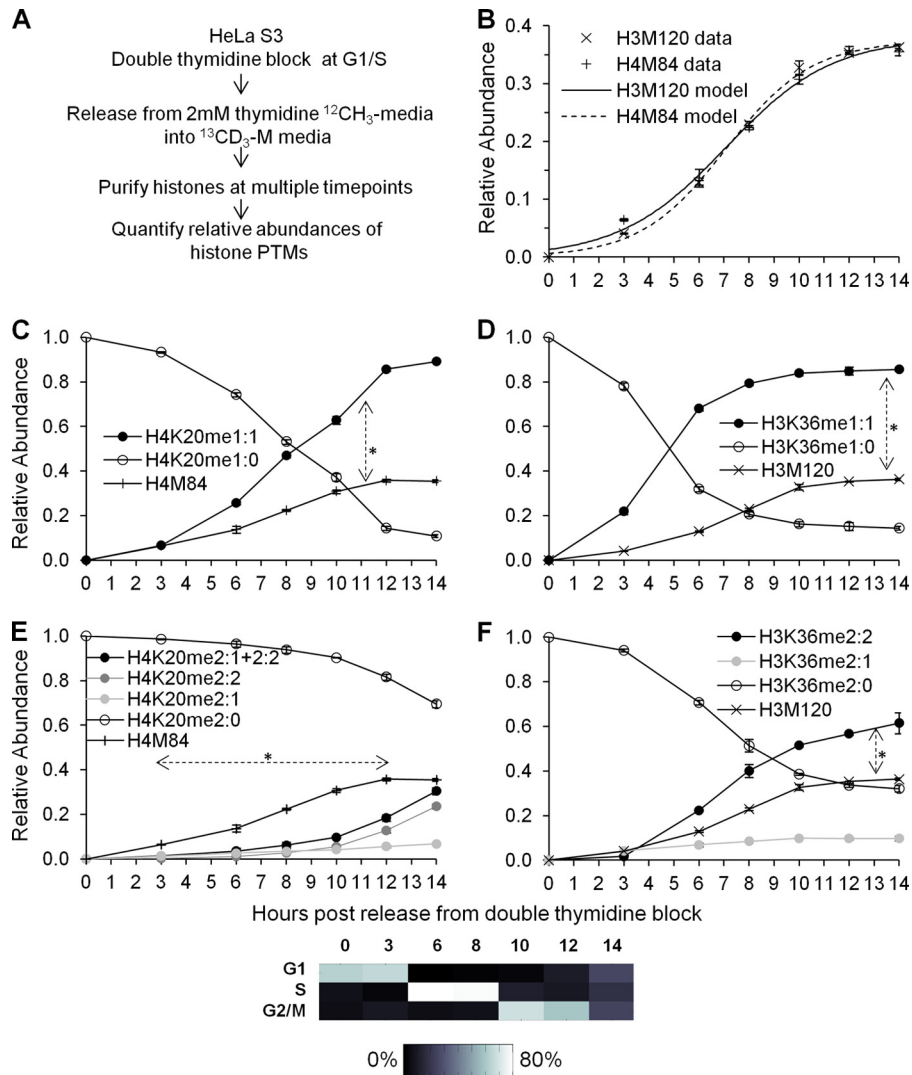 A
HeLa S3
Double thymidine block at G1/S
Release from 2mM thymidine ¹²CH₃-media
into ¹³CD₃-M media
Purify histones at multiple timepoints
Quantify relative abundances of
histone PTMs
B
Relative Abundance
0.4
0.3
0.2
0.1
0.0
H3M120 data
H4M84 data
H3M120 model
H4M84 model
0 1 2 3 4 5 6 7 8 9 10 11 12 13 14
C
Relative Abundance
1.0
0.8
0.6
0.4
0.2
0.0
H4K20me1:1
H4K20me1:0
H4M84
*
0 1 2 3 4 5 6 7 8 9 10 11 12 13 14
D
1.0
0.8
0.6
0.4
0.2
0.0
H3K36me1:1
H3K36me1:0
H3M120
*
0 1 2 3 4 5 6 7 8 9 10 11 12 13 14
E
Relative Abundance
1.0
0.8
0.6
0.4
0.2
0.0
H4K20me2:1+2:2
H4K20me2:2
H4K20me2:1
H4K20me2:0
H4M84
*
0 1 2 3 4 5 6 7 8 9 10 11 12 13 14
F
1.0
0.8
0.6
0.4
0.2
0.0
H3K36me2:2
H3K36me2:1
H3K36me2:0
H3M120
*
0 1 2 3 4 5 6 7 8 9 10 11 12 13 14
Hours post release from double thymidine block
0 3 6 8 10 12 14
G1
S
G2/M
0% 80%